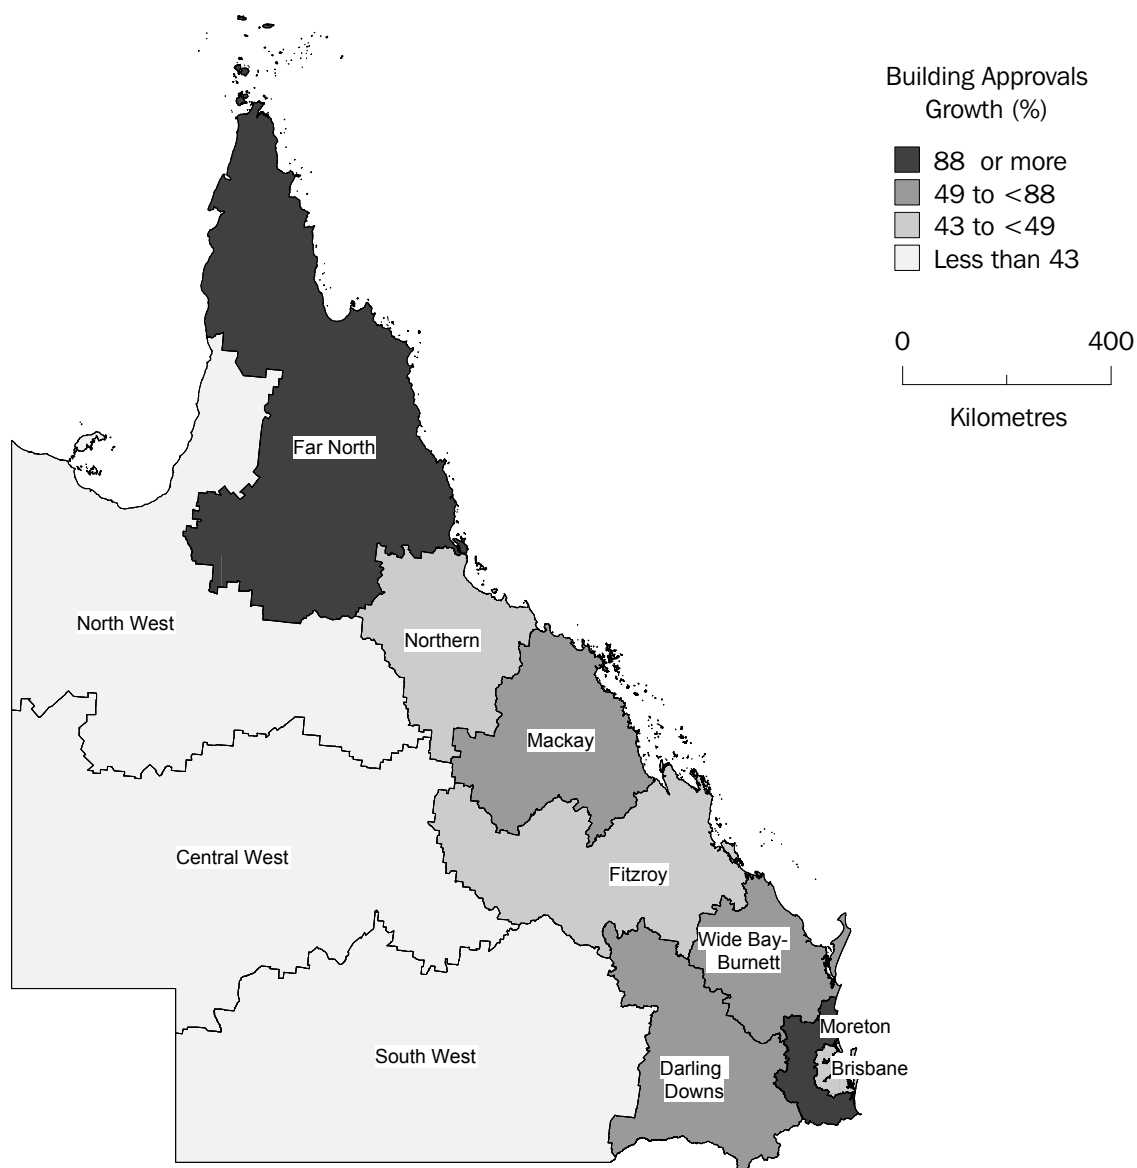 Building Approvals
Growth (%)
88 or more
49 to <88
43 to <49
Less than 43
0 400
Kilometres
Far North
North West
Northern
Mackay
Central West
Fitzroy
Wide Bay-
Burnett
Moreton
South West
Brisbane
Darling
Downs